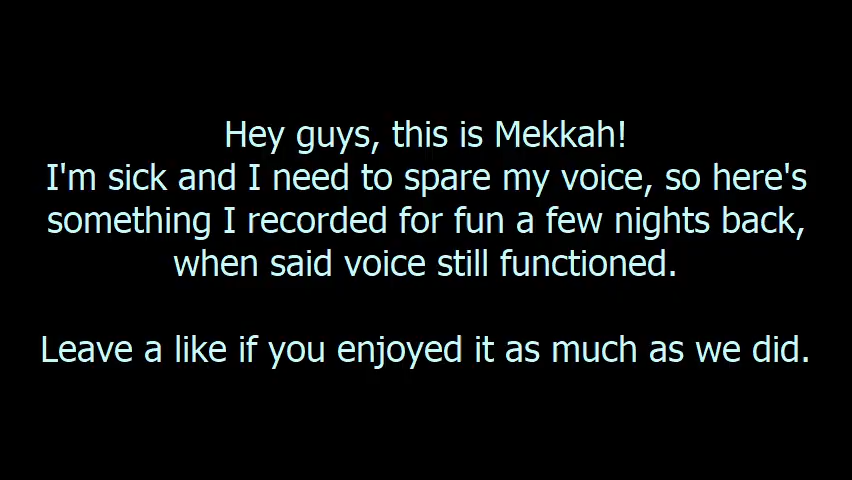 Hey guys, this is Mekkah!
I'm sick and I need to spare my voice, so here's
something I recorded for fun a few nights back,
when said voice still functioned.
Leave a like if you enjoyed it as much as we did.